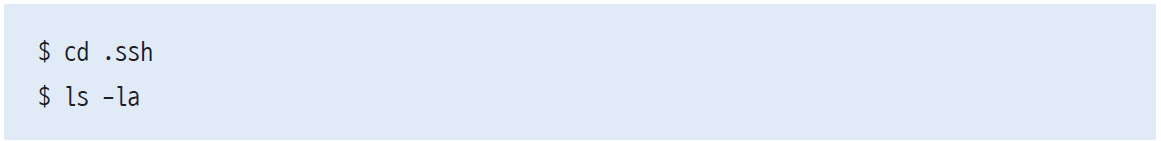 $ cd .ssh
$ ls -la